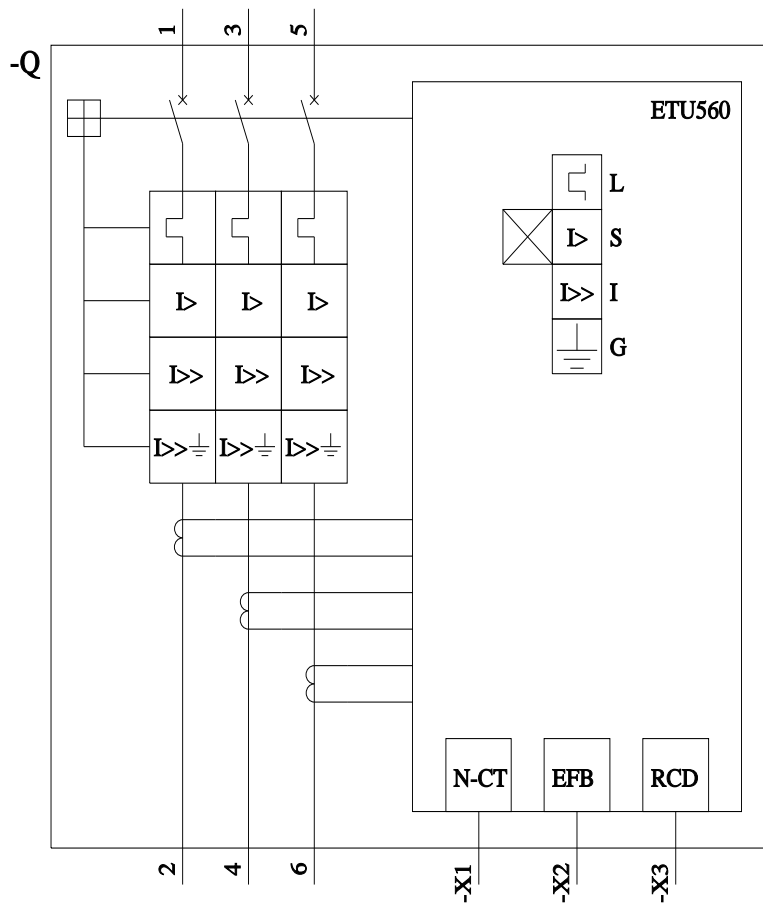 1 3 5
-Q
ETU560
L
I> S
I>> I
G
I> I> I>
I>> I>> I>>
I>> I>> I>>
N-CT EFB RCD
2 4 6 -X1 -X2 -X3